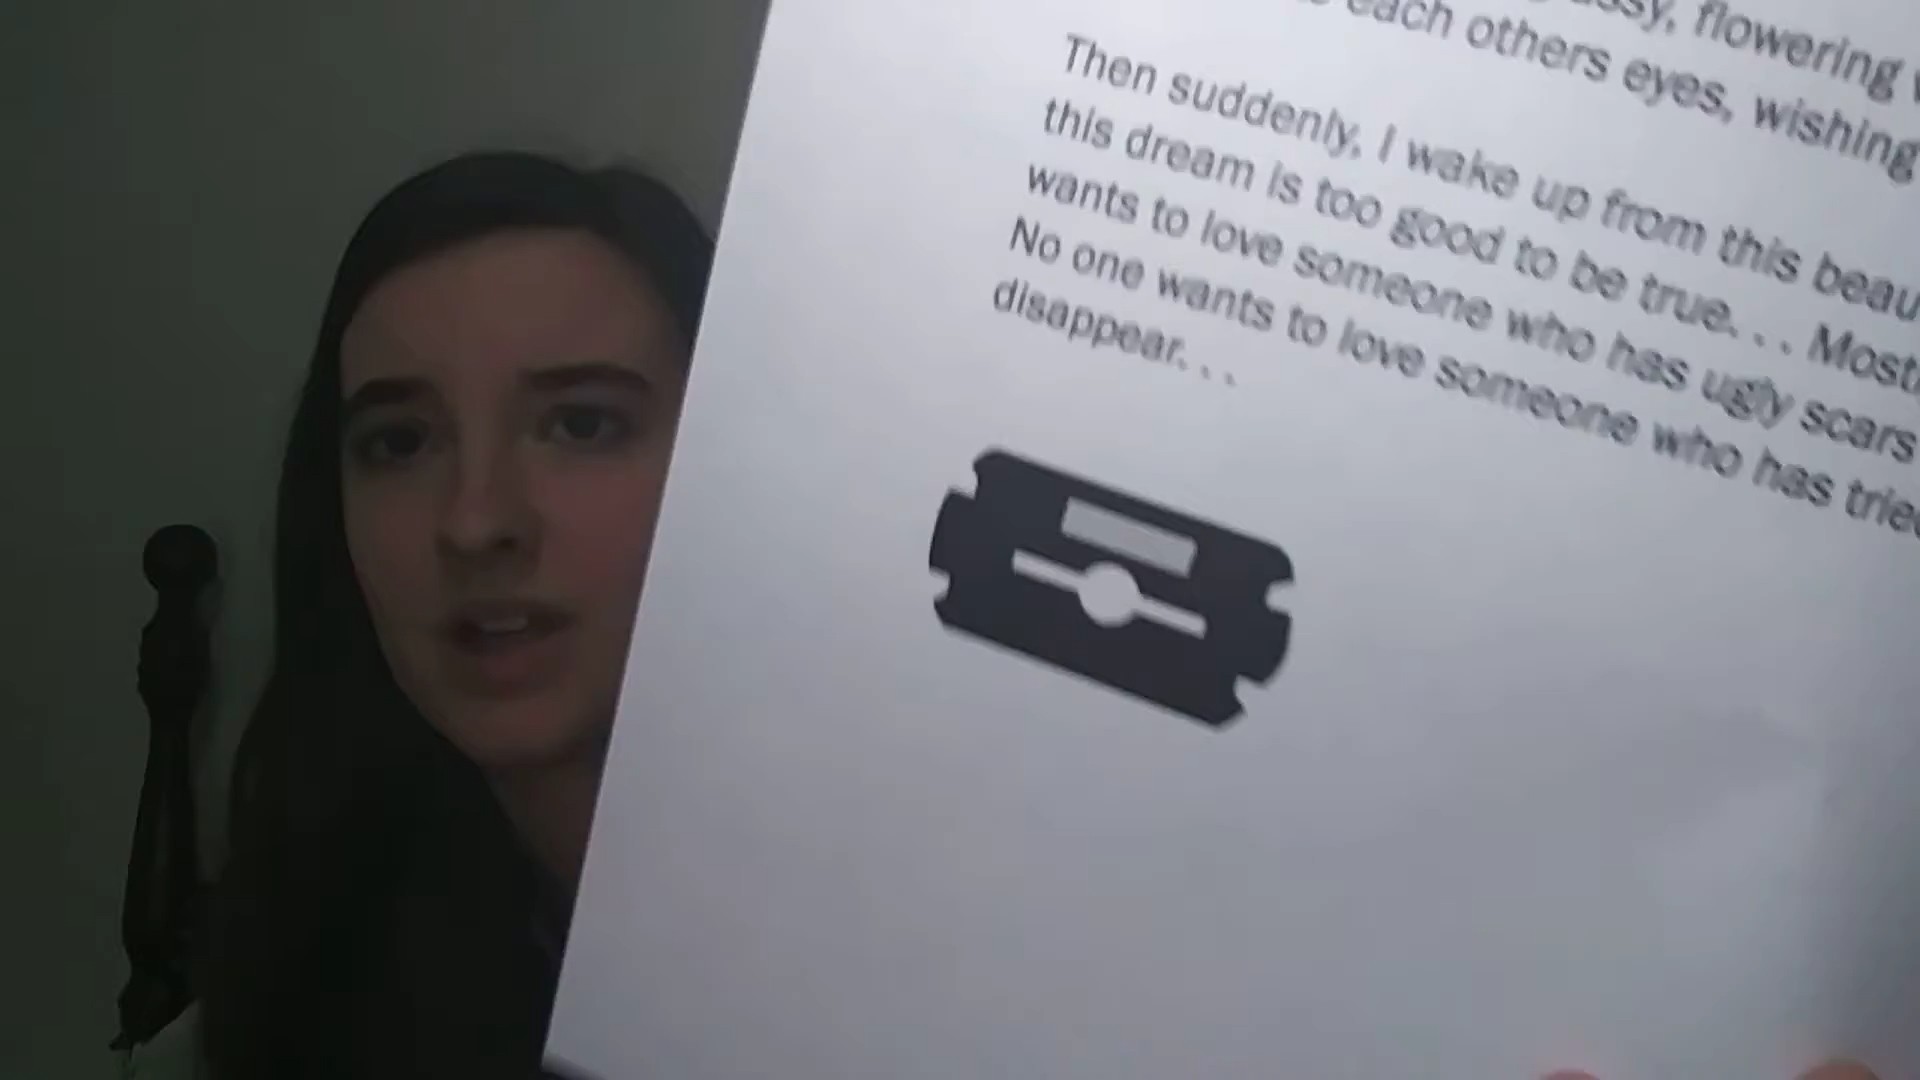 flowering
each others eyes, wishing
Then suddenly, I wake up from this
this dream is too good to be true. . .
wants to love someone who has ugly scars
No one wants to love someone who has
disappear. . .